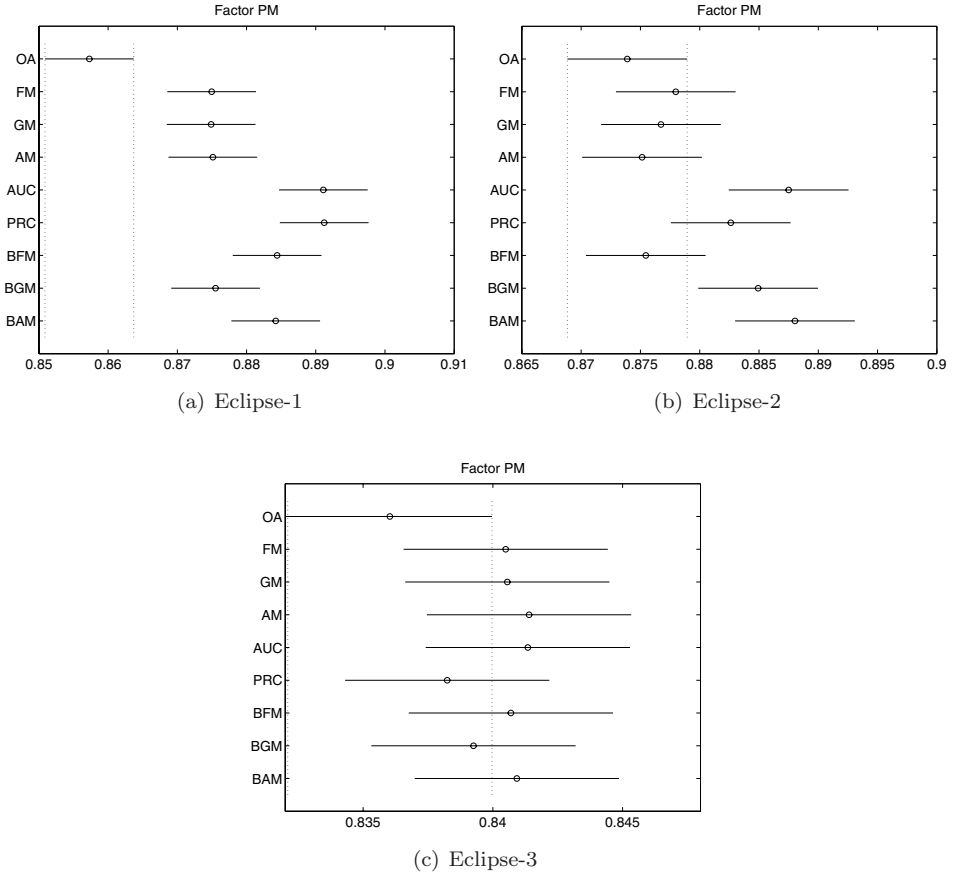 Factor PM
OA
FM
GM
AM
AUC
PRC
BFM
BGM
BAM
0.85 0.86 0.87 0.88 0.89 0.9 0.91
(a) Eclipse-1
Factor PM
OA
FM
GM
AM
AUC
PRC
BFM
BGM
BAM
0.865 0.87 0.875 0.88 0.885 0.89 0.895 0.9
(b) Eclipse-2
Factor PM
OA
FM
GM
AM
AUC
PRC
BFM
BGM
BAM
0.835 0.84 0.845
(c) Eclipse-3